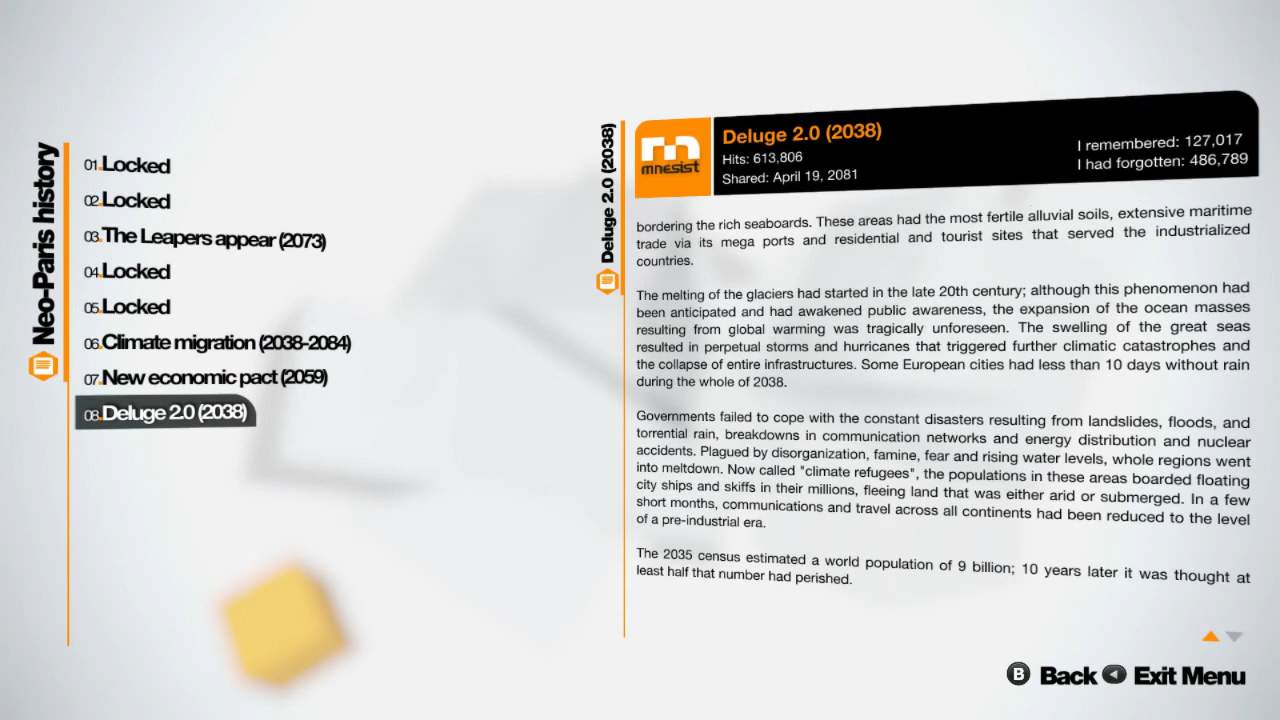 Neo-Paris history
01.Locked
02.Locked
03.The Leapers appear (2073)
04.Locked
05.Locked
06.Climate migration (2038-2084)
07.New economic pact (2059)
08.Deluge 2.0 (2038)
Deluge 2.0 (2038)
mnesist
Deluge 2.0 (2038)
Hits: 613,806
Shared: April 19, 2081
I remembered: 127,017
I had forgotten: 486,789
bordering the rich seaboards. These areas had the most fertile alluvial soils, extensive maritime
trade via its mega ports and residential and tourist sites that served the industrialized
countries.
The melting of the glaciers had started in the late 20th century; although this phenomenon had
been anticipated and had awakened public awareness, the expansion of the ocean masses
resulting from global warming was tragically unforeseen. The swelling of the great seas
resulted in perpetual storms and hurricanes that triggered further climatic catastrophes and
the collapse of entire infrastructures. Some European cities had less than 10 days without rain
during the whole of 2038.
Governments failed to cope with the constant disasters resulting from landslides, floods, and
torrential rain, breakdowns in communication networks and energy distribution and nuclear
accidents. Plagued by disorganization, famine, fear and rising water levels, whole regions went
into meltdown. Now called "climate refugees", the populations in these areas boarded floating
city ships and skiffs in their millions, fleeing land that was either arid or submerged. In a few
short months, communications and travel across all continents had been reduced to the level
of a pre-industrial era.
The 2035 census estimated a world population of 9 billion; 10 years later it was thought at
least half that number had perished.
B Back Exit Menu